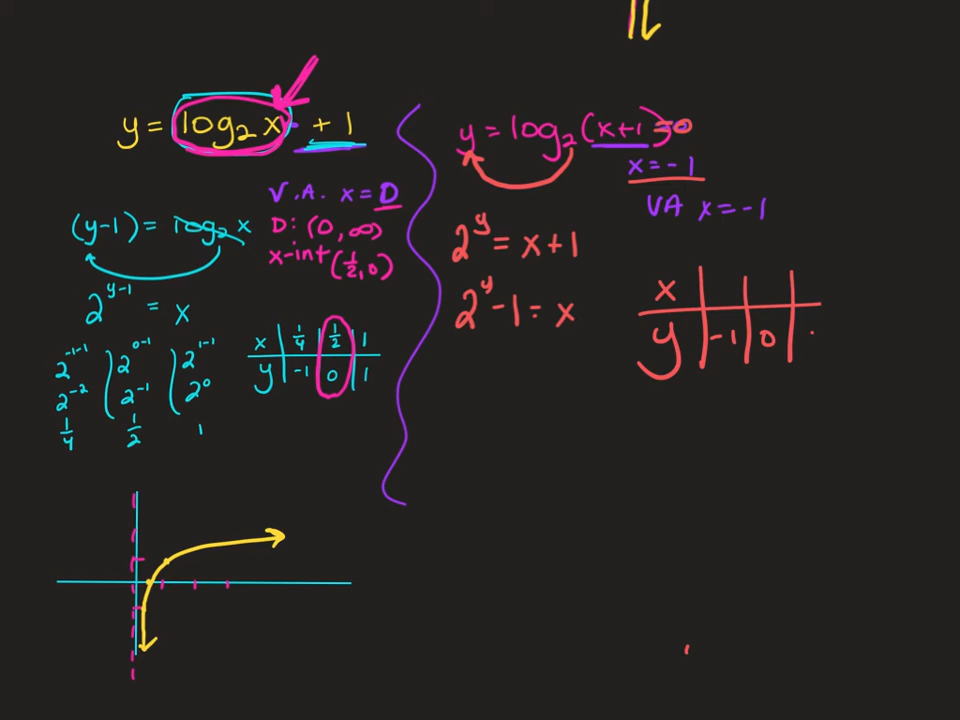 y = log₂x + 1
V.A. x = 0
(y-1) = log₂x
D: (0, ∞)
x-int (1/2, 0)
2^(y-1) = x
2^(-1-1) 2^(0-1) 2^(1-1)
2^(-2) 2^(-1) 2^0
1/4 1/2 1
x 1/4 1/2 1
y -1 0 1
y = log₂(x+1) = 0
x = -1
VA x = -1
2^y = x+1
2^y - 1 = x
x
y -1 0